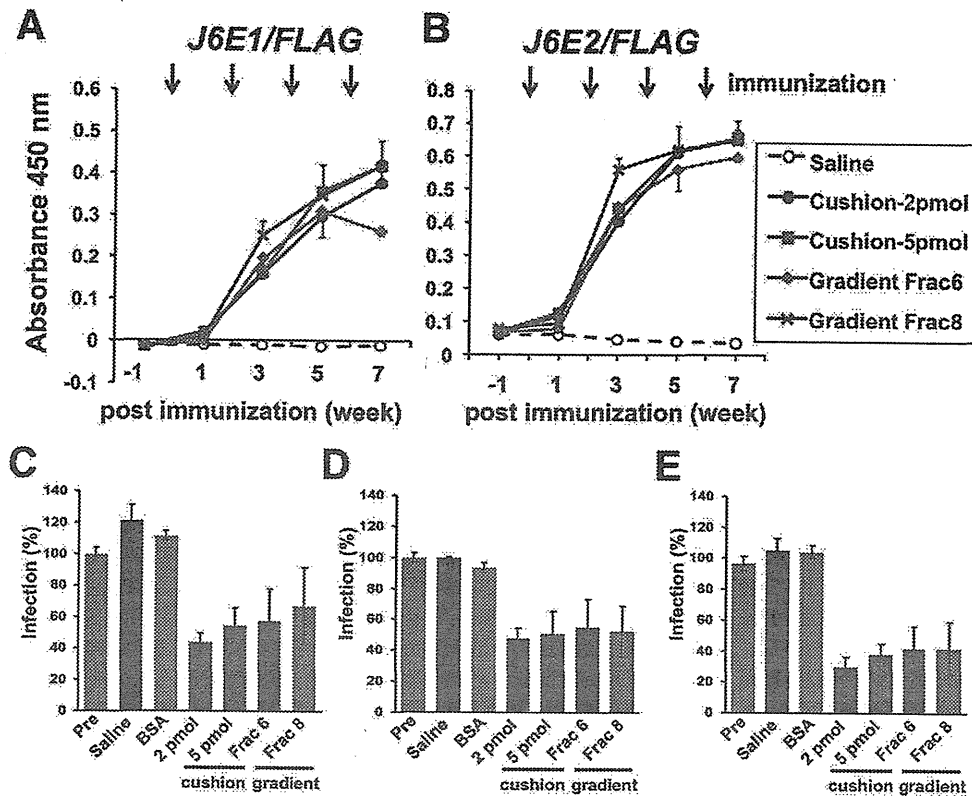 A
J6E1/FLAG
B
J6E2/FLAG
immunization
Absorbance 450 nm
0.6
0.5
0.4
0.3
0.2
0.1
0
-0.1
-1 1 3 5 7
post immunization (week)
0.8
0.7
0.6
0.5
0.4
0.3
0.2
0.1
0
-1 1 3 5 7
post immunization (week)
Saline
Cushion-2pmol
Cushion-5pmol
Gradient Frac6
Gradient Frac8
C
Infection (%)
140
120
100
80
60
40
20
0
Pre Saline BSA 2 pmol 5 pmol Frac 6 Frac 8
cushion gradient
D
Infection (%)
140
120
100
80
60
40
20
0
Pre Saline BSA 2 pmol 5 pmol Frac 6 Frac 8
cushion gradient
E
Infection (%)
140
120
100
80
60
40
20
0
Pre Saline BSA 2 pmol 5 pmol Frac 6 Frac 8
cushion gradient